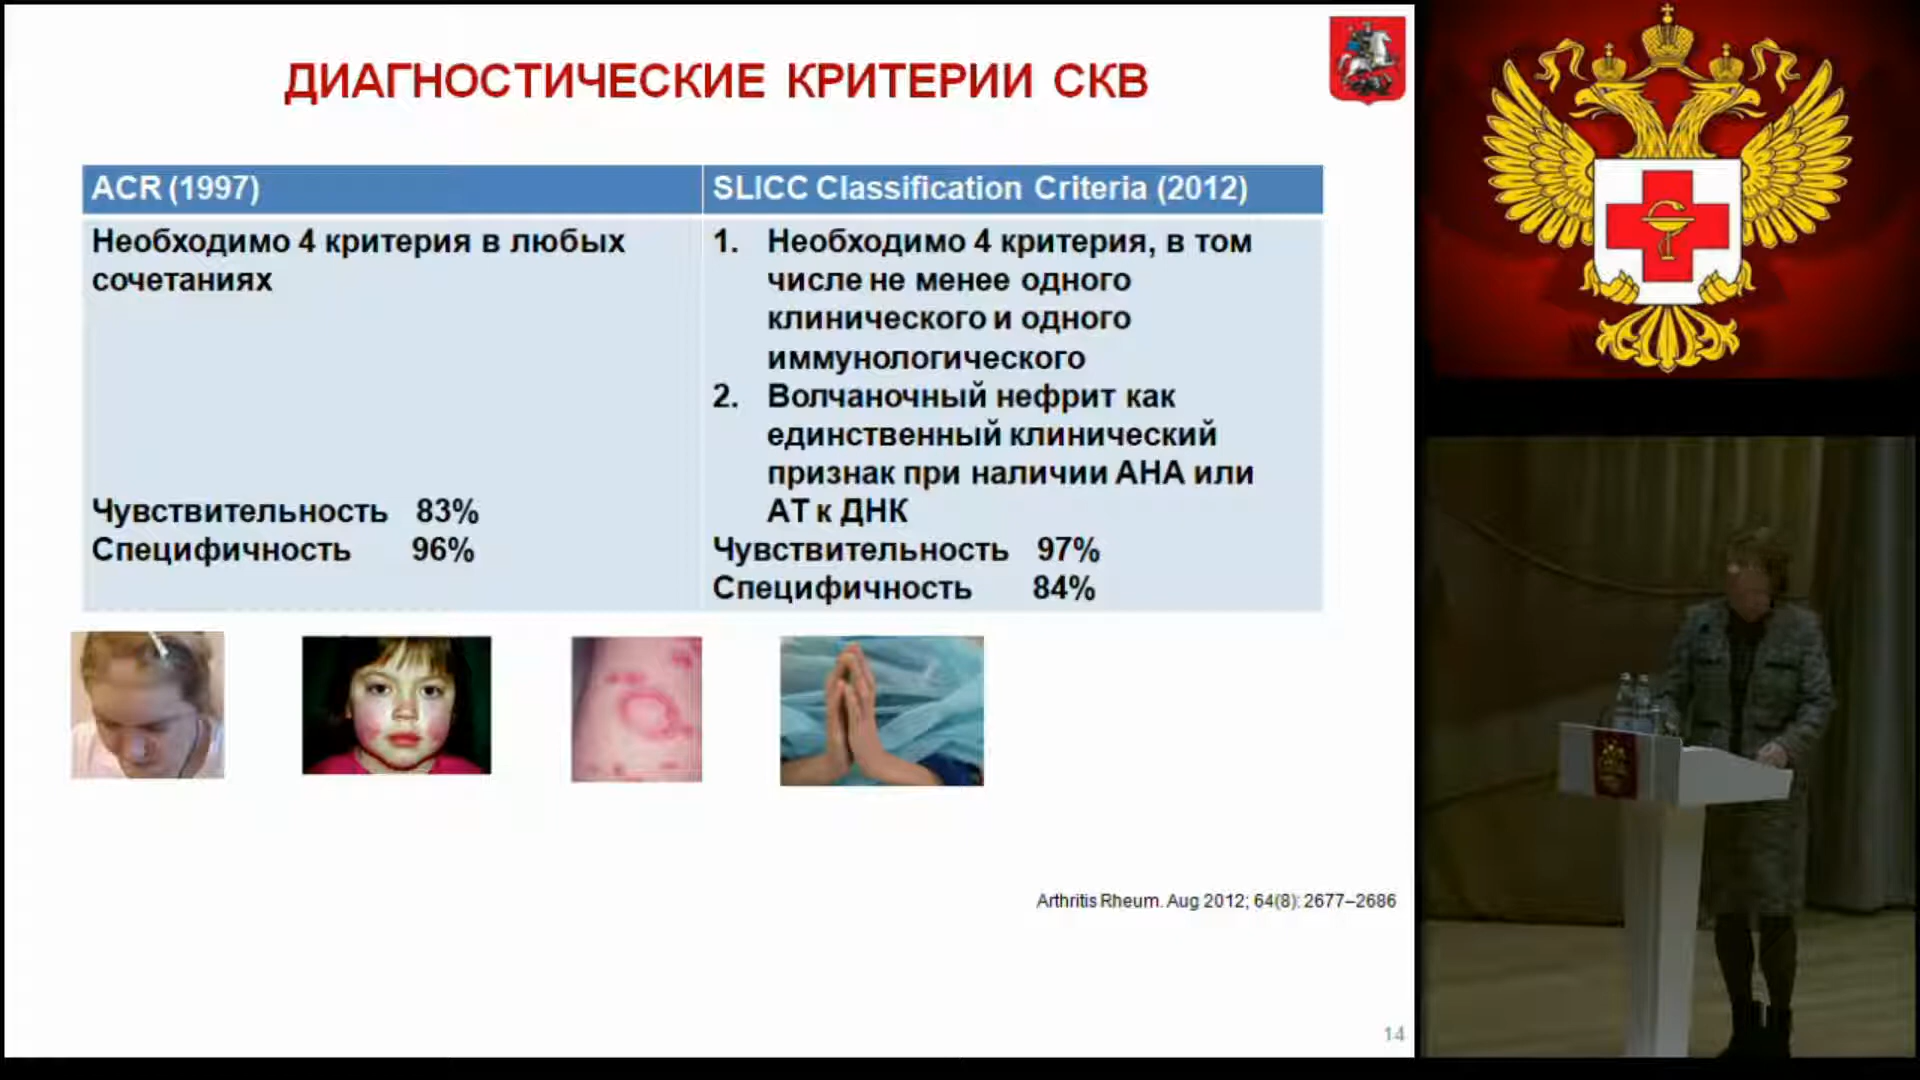 ДИАГНОСТИЧЕСКИЕ КРИТЕРИИ СКВ
ACR (1997)
Необходимо 4 критерия в любых
сочетаниях
Чувствительность 83%
Специфичность 96%
SLICC Classification Criteria (2012)
1. Необходимо 4 критерия, в том
числе не менее одного
клинического и одного
иммунологического
2. Волчаночный нефрит как
единственный клинический
признак при наличии АНА или
АТ к ДНК
Чувствительность 97%
Специфичность 84%
Arthritis Rheum. Aug 2012; 64(8): 2677–2686
14